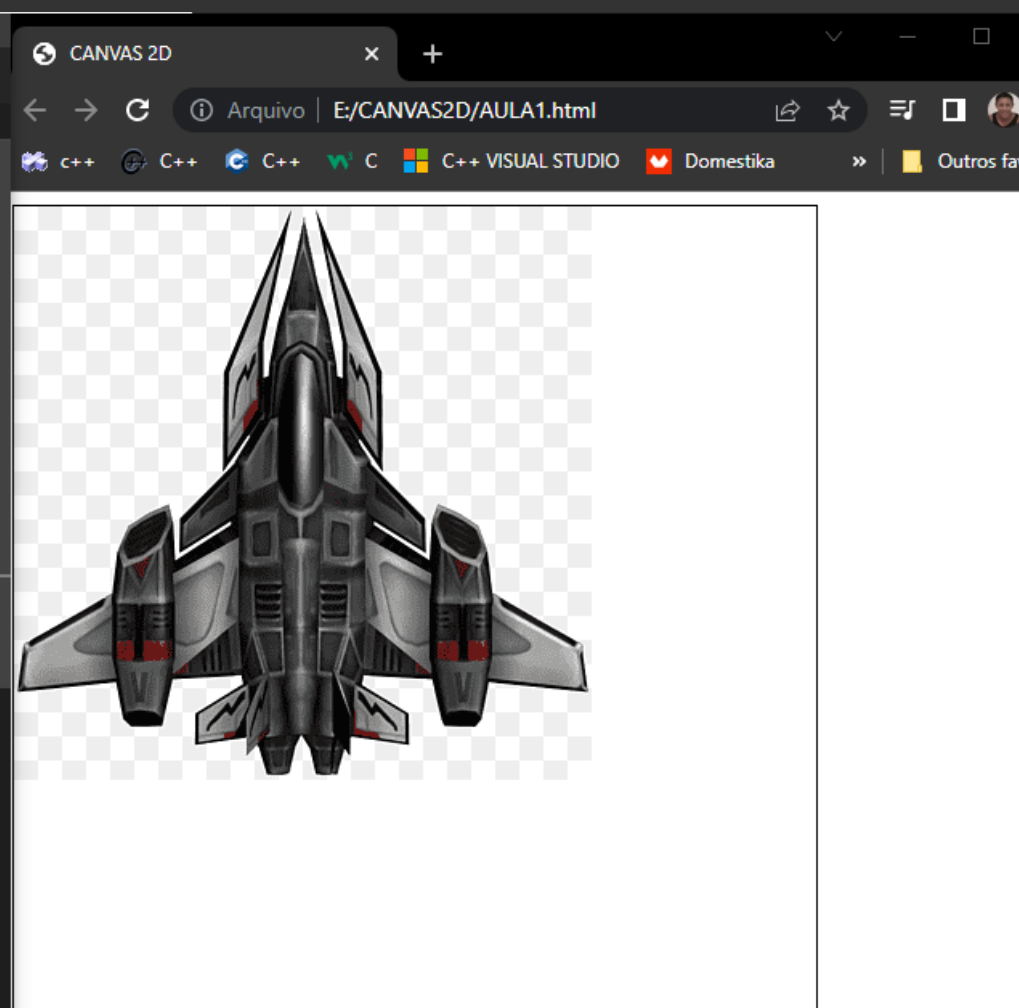 CANVAS 2D
Arquivo E:/CANVAS2D/AULA1.html
c++ C++ C++ C C++ VISUAL STUDIO Domestika » Outros fa